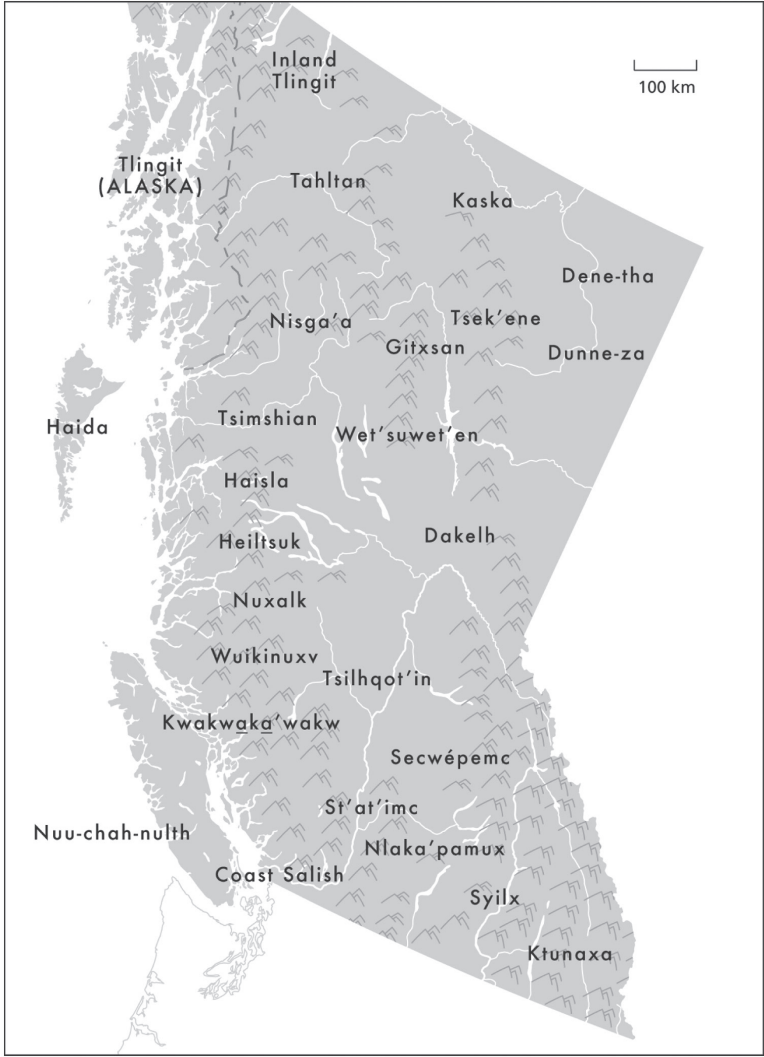 Inland
Tlingit
100 km
Tlingit
(ALASKA)
Tahltan
Kaska
Dene-tha
Nisga’a
Tsek’ene
Gitxsan
Dunne-za
Haida
Tsimshian
Wet’suwet’en
Haisla
Heiltsuk
Dakelh
Nuxalk
Wuikinuxv
Tsilhqot’in
Kwakwa̲ka̲’wakw
Secwépemc
St’at’imc
Nuu-chah-nulth
Nlaka’pamux
Coast Salish
Syilx
Ktunaxa